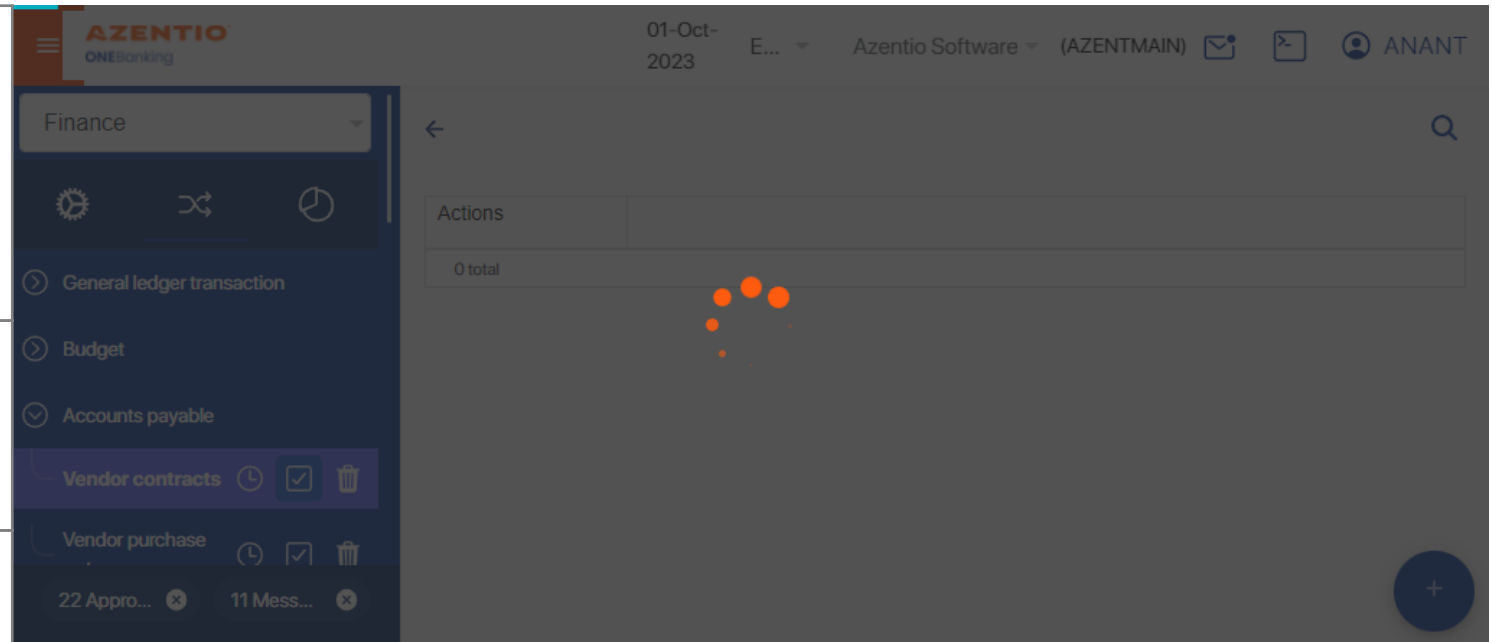 AZENTIO
ONEBanking
01-Oct-
2023
E...
Azentio Software
(AZENTMAIN)
ANANT
Finance
Actions
0 total
General ledger transaction
Budget
Accounts payable
Vendor contracts
Vendor purchase
22 Appro...
11 Mess...
+